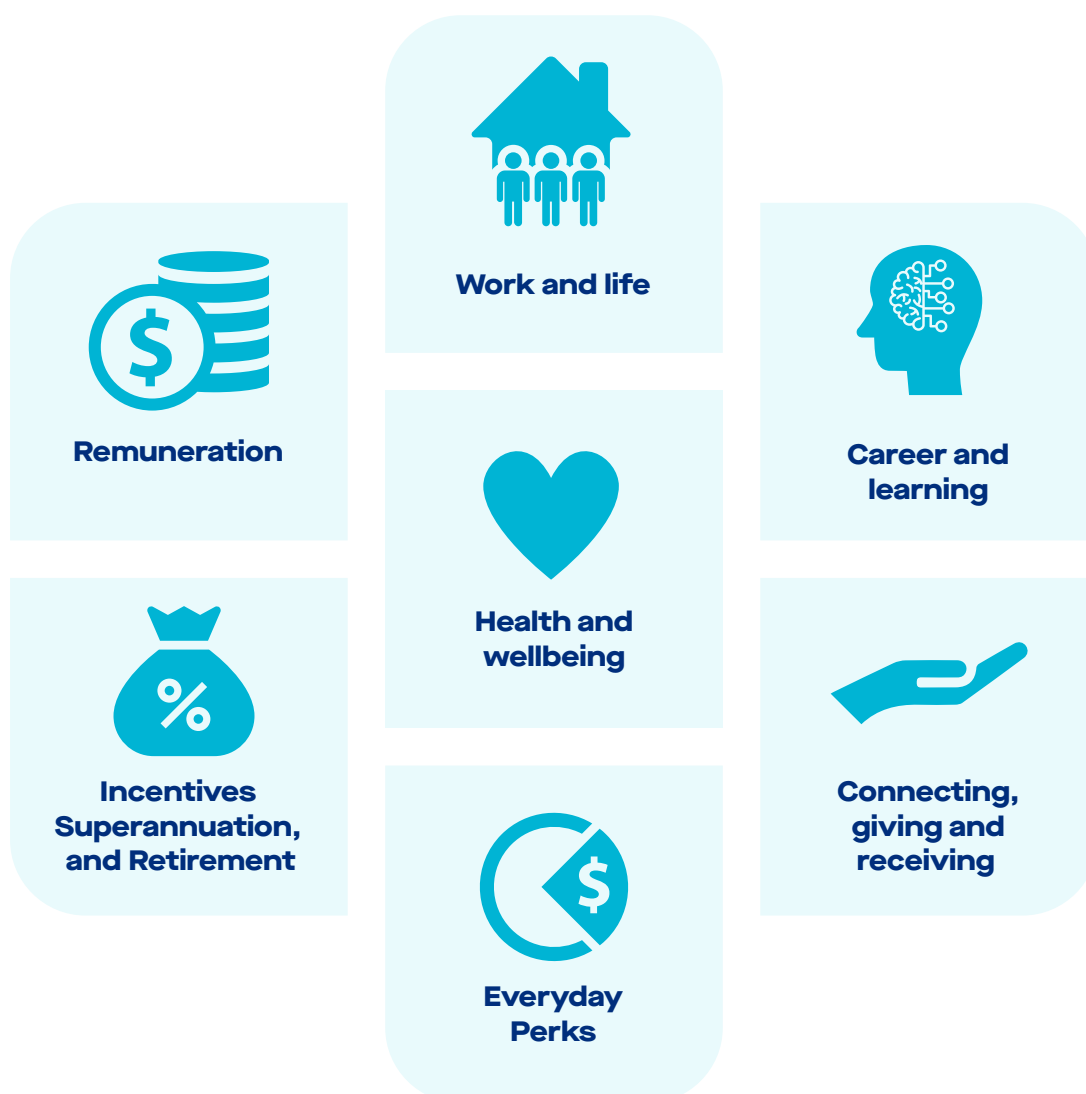 Work and life
Remuneration
Career and
learning
Health and
wellbeing
Incentives
Superannuation,
and Retirement
Connecting,
giving and
receiving
Everyday
Perks
$
%
$